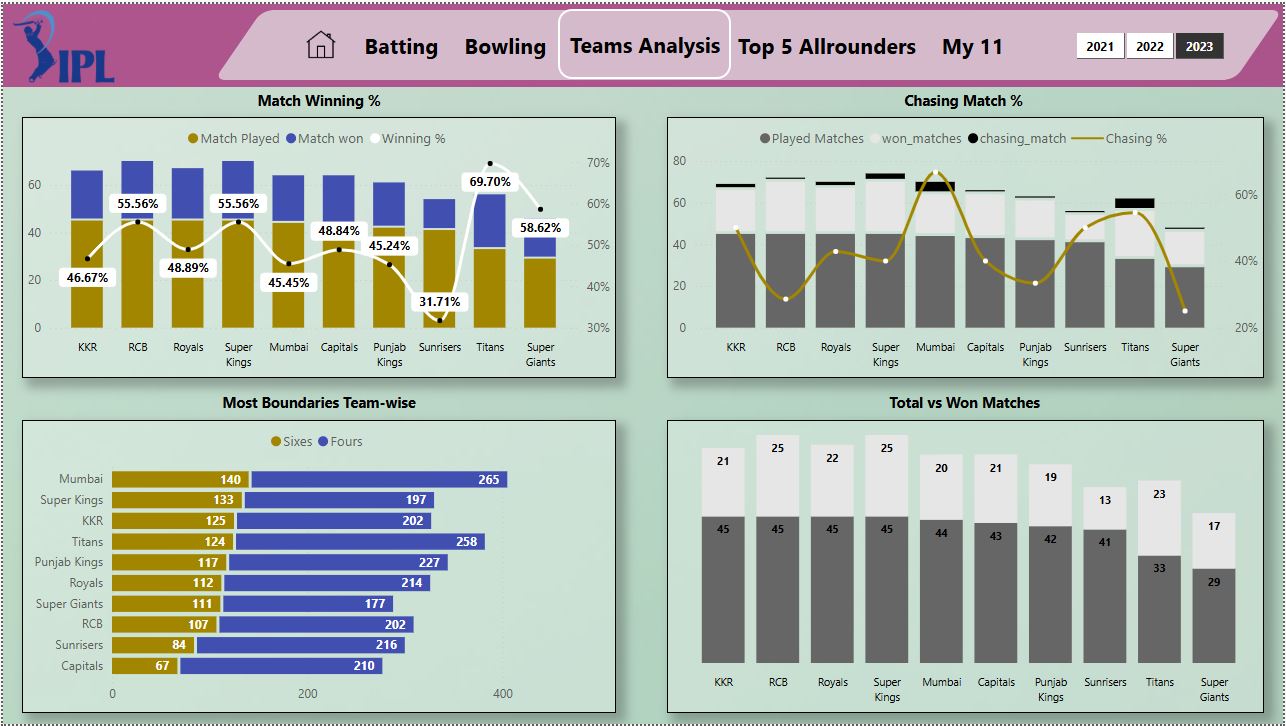 IPL
Batting Bowling Teams Analysis Top 5 Allrounders My 11
2021 2022 2023
Match Winning %
Match Played Match won Winning %
60
40
20
0
70%
60%
50%
40%
30%
46.67%
55.56%
48.89%
55.56%
45.45%
48.84%
45.24%
31.71%
69.70%
58.62%
KKR RCB Royals Super Kings Mumbai Capitals Punjab Kings Sunrisers Titans Super Giants
Chasing Match %
Played Matches won_matches chasing_match Chasing %
80
60
40
20
0
60%
40%
20%
KKR RCB Royals Super Kings Mumbai Capitals Punjab Kings Sunrisers Titans Super Giants
Most Boundaries Team-wise
Sixes Fours
Mumbai 140 265
Super Kings 133 197
KKR 125 202
Titans 124 258
Punjab Kings 117 227
Royals 112 214
Super Giants 111 177
RCB 107 202
Sunrisers 84 216
Capitals 67 210
0 200 400
Total vs Won Matches
21 25 22 25 20 21 19 13 23 17
45 45 45 45 44 43 42 41 33 29
KKR RCB Royals Super Kings Mumbai Capitals Punjab Kings Sunrisers Titans Super Giants